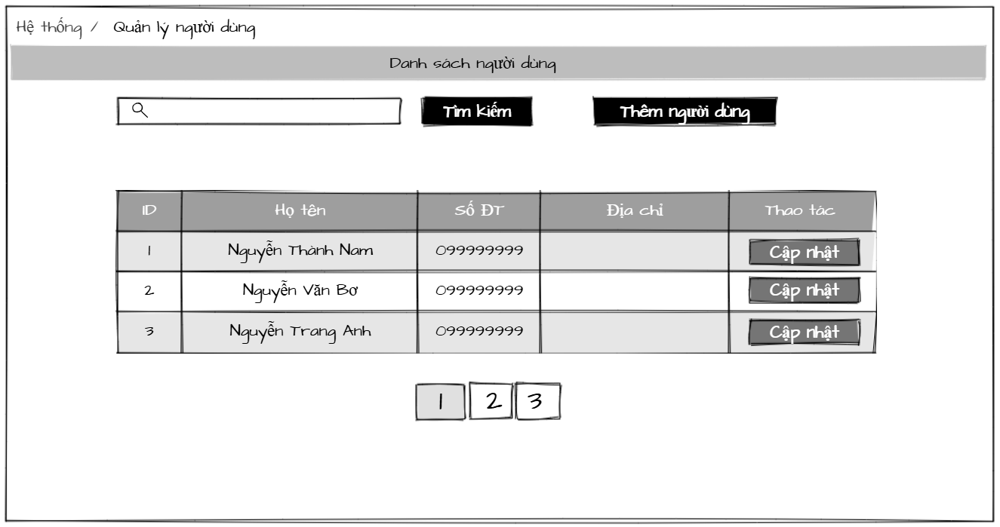 Hệ thống / Quản lý người dùng
Danh sách người dùng
Tìm kiếm Thêm người dùng
ID Họ tên Số ĐT Địa chỉ Thao tác
1 Nguyễn Thành Nam 099999999 Cập nhật
2 Nguyễn Văn Bơ 099999999 Cập nhật
3 Nguyễn Trang Anh 099999999 Cập nhật
1 2 3